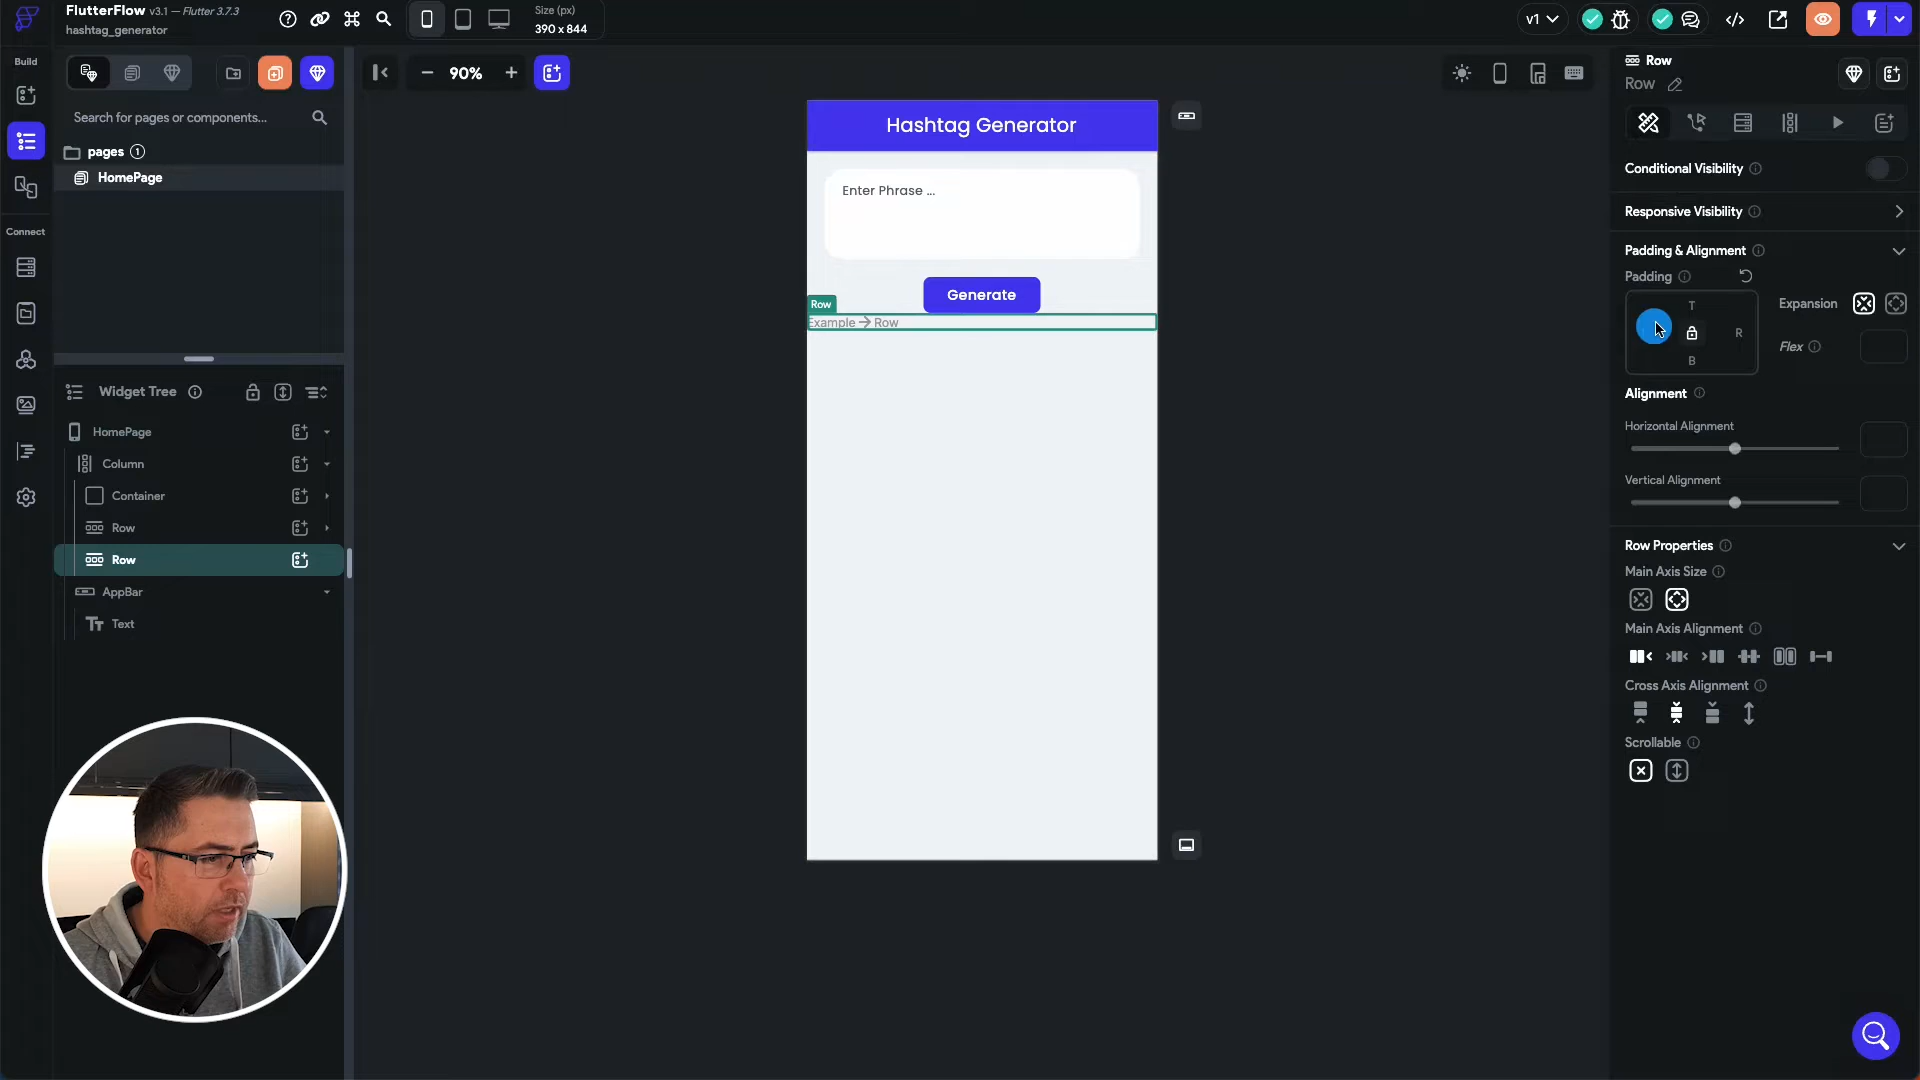 FlutterFlow v3.1 – Flutter 3.7.3
hashtag_generator
Size (px)
390 x 844
v1
Build
Connect
Search for pages or components...
pages 1
HomePage
Widget Tree
HomePage
Column
Container
Row
Row
AppBar
Text
90%
Hashtag Generator
Enter Phrase ...
Generate
Row
Example → Row
Row
Row
Conditional Visibility
Responsive Visibility
Padding & Alignment
Padding
T
R
B
Expansion
Flex
Alignment
Horizontal Alignment
Vertical Alignment
Row Properties
Main Axis Size
Main Axis Alignment
Cross Axis Alignment
Scrollable